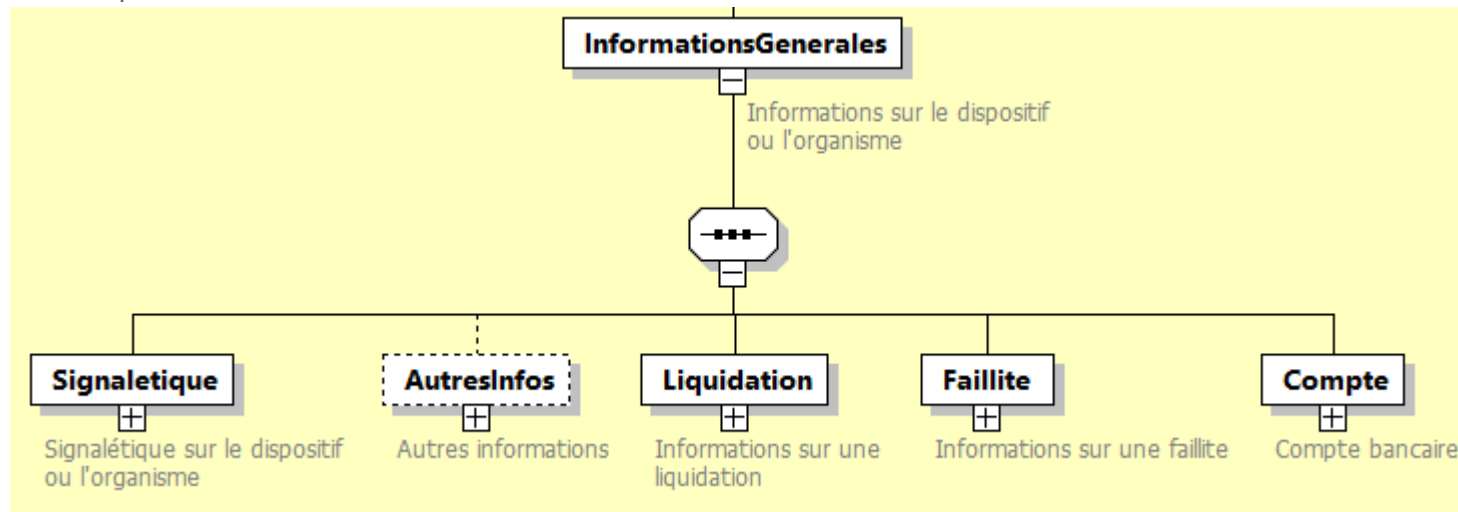 InformationsGenerales
Informations sur le dispositif
ou l'organisme
Signaletique
AutresInfos
Liquidation
Faillite
Compte
Signalétique sur le dispositif
ou l'organisme
Autres informations
Informations sur une
liquidation
Informations sur une faillite
Compte bancaire